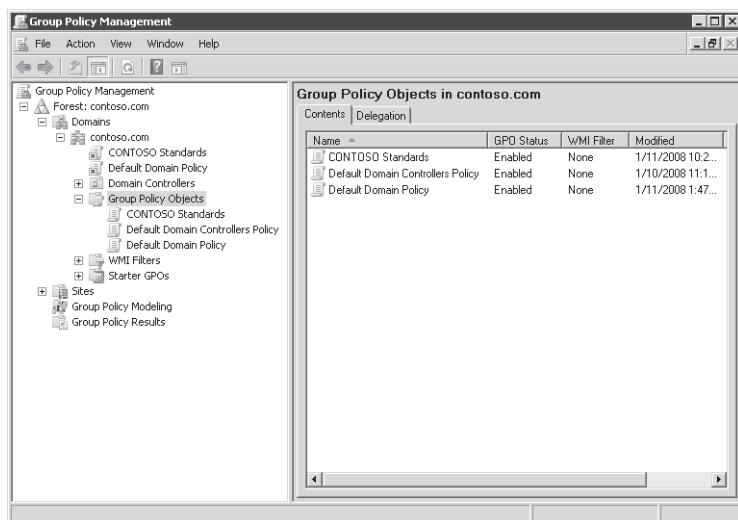 Group Policy Management
File Action View Window Help
Group Policy Management
Forest: contoso.com
Domains
contoso.com
CONTOSO Standards
Default Domain Policy
Domain Controllers
Group Policy Objects
CONTOSO Standards
Default Domain Controllers Policy
Default Domain Policy
WMI Filters
Starter GPOs
Sites
Group Policy Modeling
Group Policy Results
Group Policy Objects in contoso.com
Contents Delegation
Name GPO Status WMI Filter Modified
CONTOSO Standards Enabled None 1/11/2008 10:2...
Default Domain Controllers Policy Enabled None 1/10/2008 11:1...
Default Domain Policy Enabled None 1/11/2008 1:47...